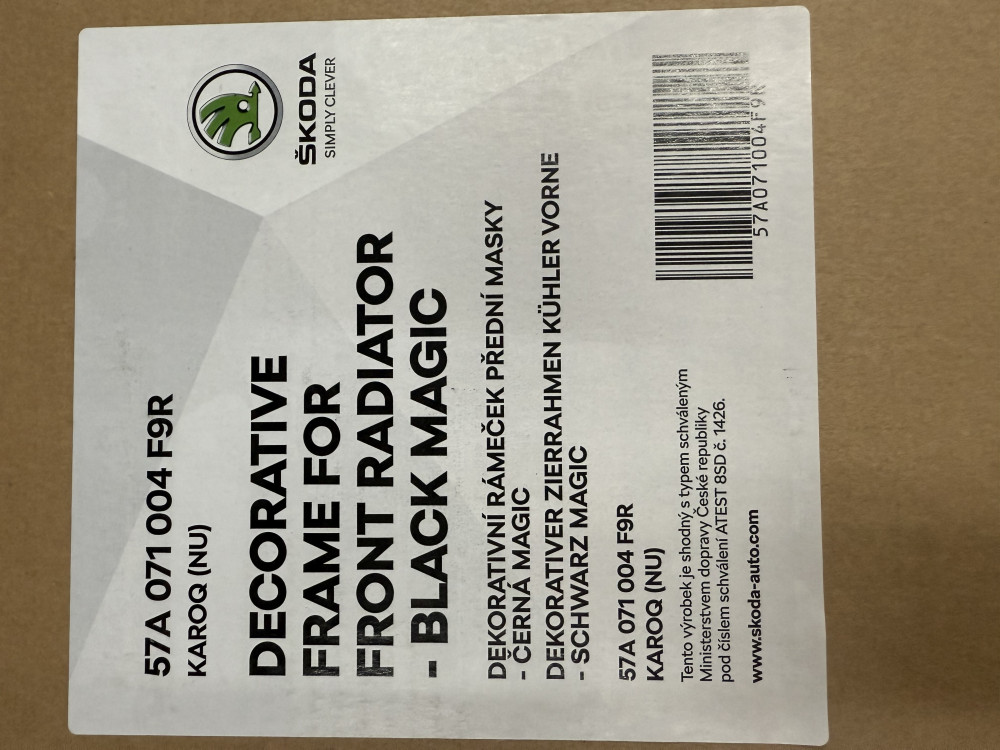 ŠKODA
SIMPLY CLEVER
57A 071 004 F9R
KAROQ (NU)
DECORATIVE
FRAME FOR
FRONT RADIATOR
- BLACK MAGIC
DEKORATIVNÍ RÁMEČEK PŘEDNÍ MASKY
- ČERNÁ MAGIC
DEKORATIVER ZIERRAHMEN KÜHLER VORNE
- SCHWARZ MAGIC
57A 071 004 F9R
KAROQ (NU)
Tento výrobek je shodný s typem schváleným
Ministerstvem dopravy České republiky
pod číslem schválení ATEST 8SD č. 1426.
www.skoda-auto.com
57A071004F9R